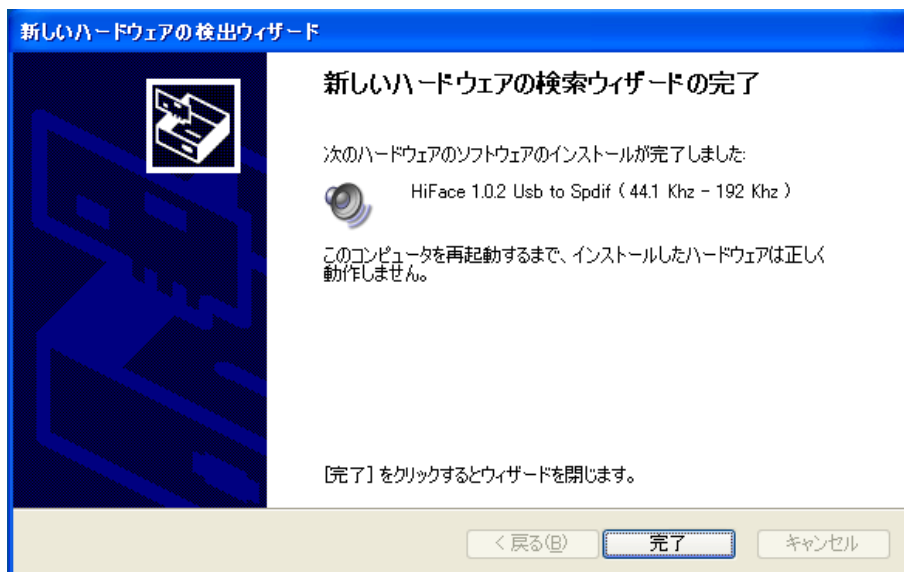 新しいハードウェアの検出ウィザード
新しいハードウェアの検索ウィザードの完了
次のハードウェアのソフトウェアのインストールが完了しました:
HiFace 1.0.2 Usb to Spdif ( 44.1 Khz - 192 Khz )
このコンピュータを再起動するまで、インストールしたハードウェアは正しく
動作しません。
[完了] をクリックするとウィザードを閉じます。
< 戻る(B)
完了
キャンセル